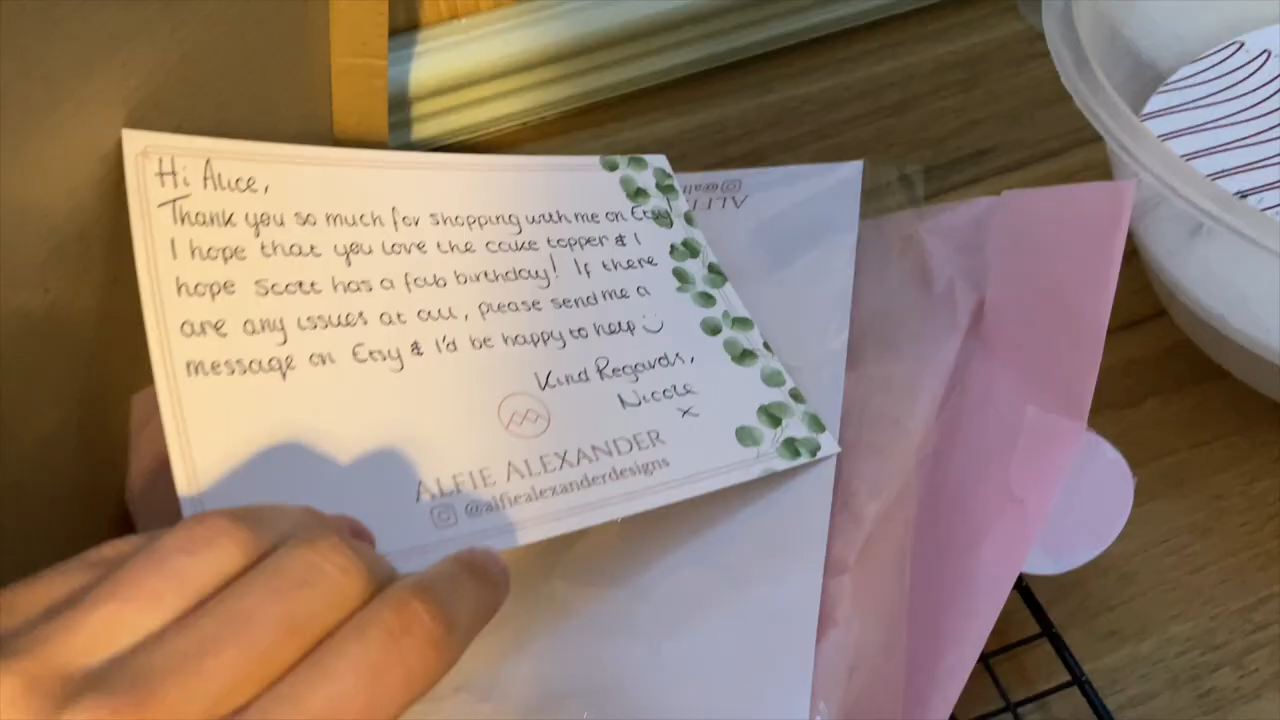 Hi Alice,
Thank you so much for shopping with me on Etsy!
I hope that you love the cake topper & I
hope Scott has a fab birthday! If there
are any issues at all, please send me a
message on Etsy & I'd be happy to help
Kind Regards,
Nicole
x
ALFIE ALEXANDER
@alfiealexanderdesigns